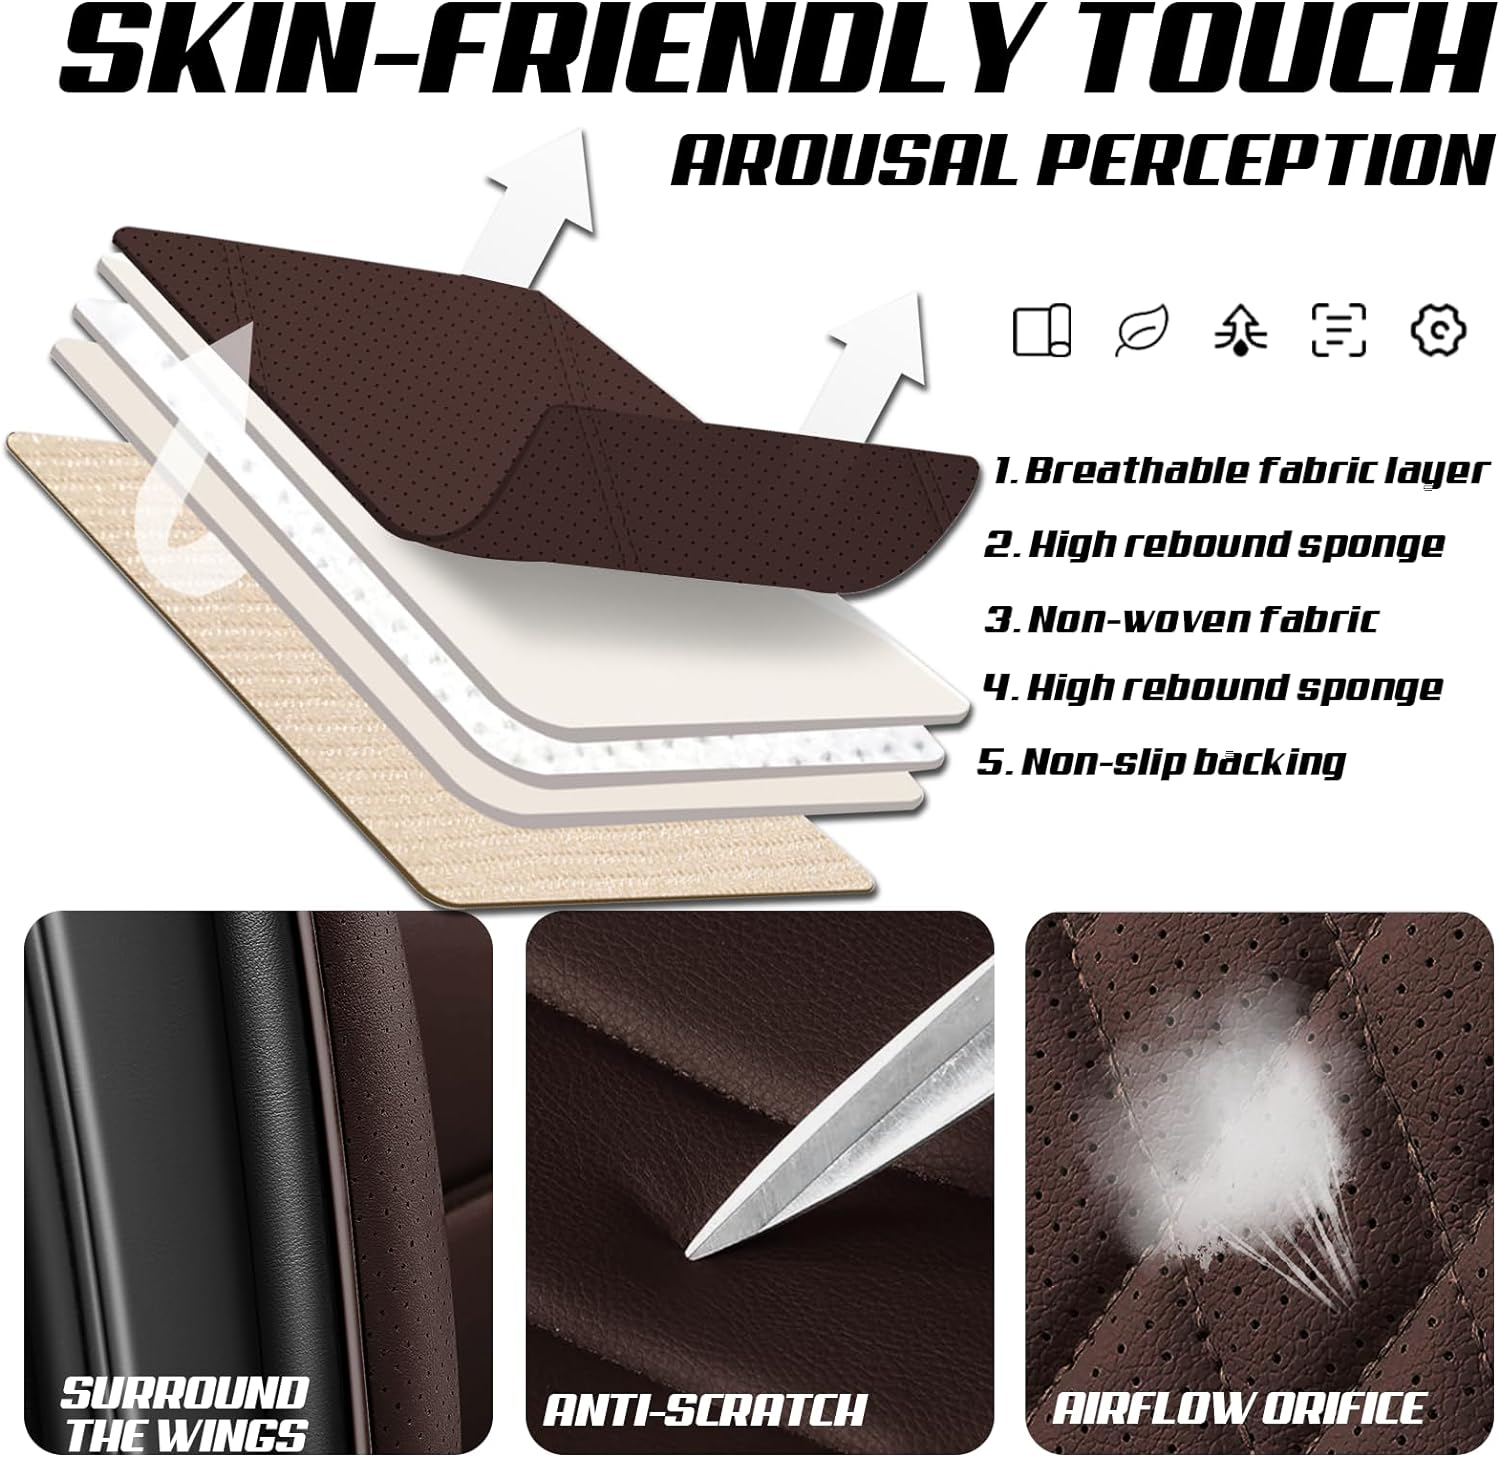 SKIN-FRIENDLY TOUCH
AROUSAL PERCEPTION
1. Breathable fabric layer
2. High rebound sponge
3. Non-woven fabric
4. High rebound sponge
5. Non-slip backing
SURROUND
THE WINGS
ANTI-SCRATCH
AIRFLOW ORIFICE